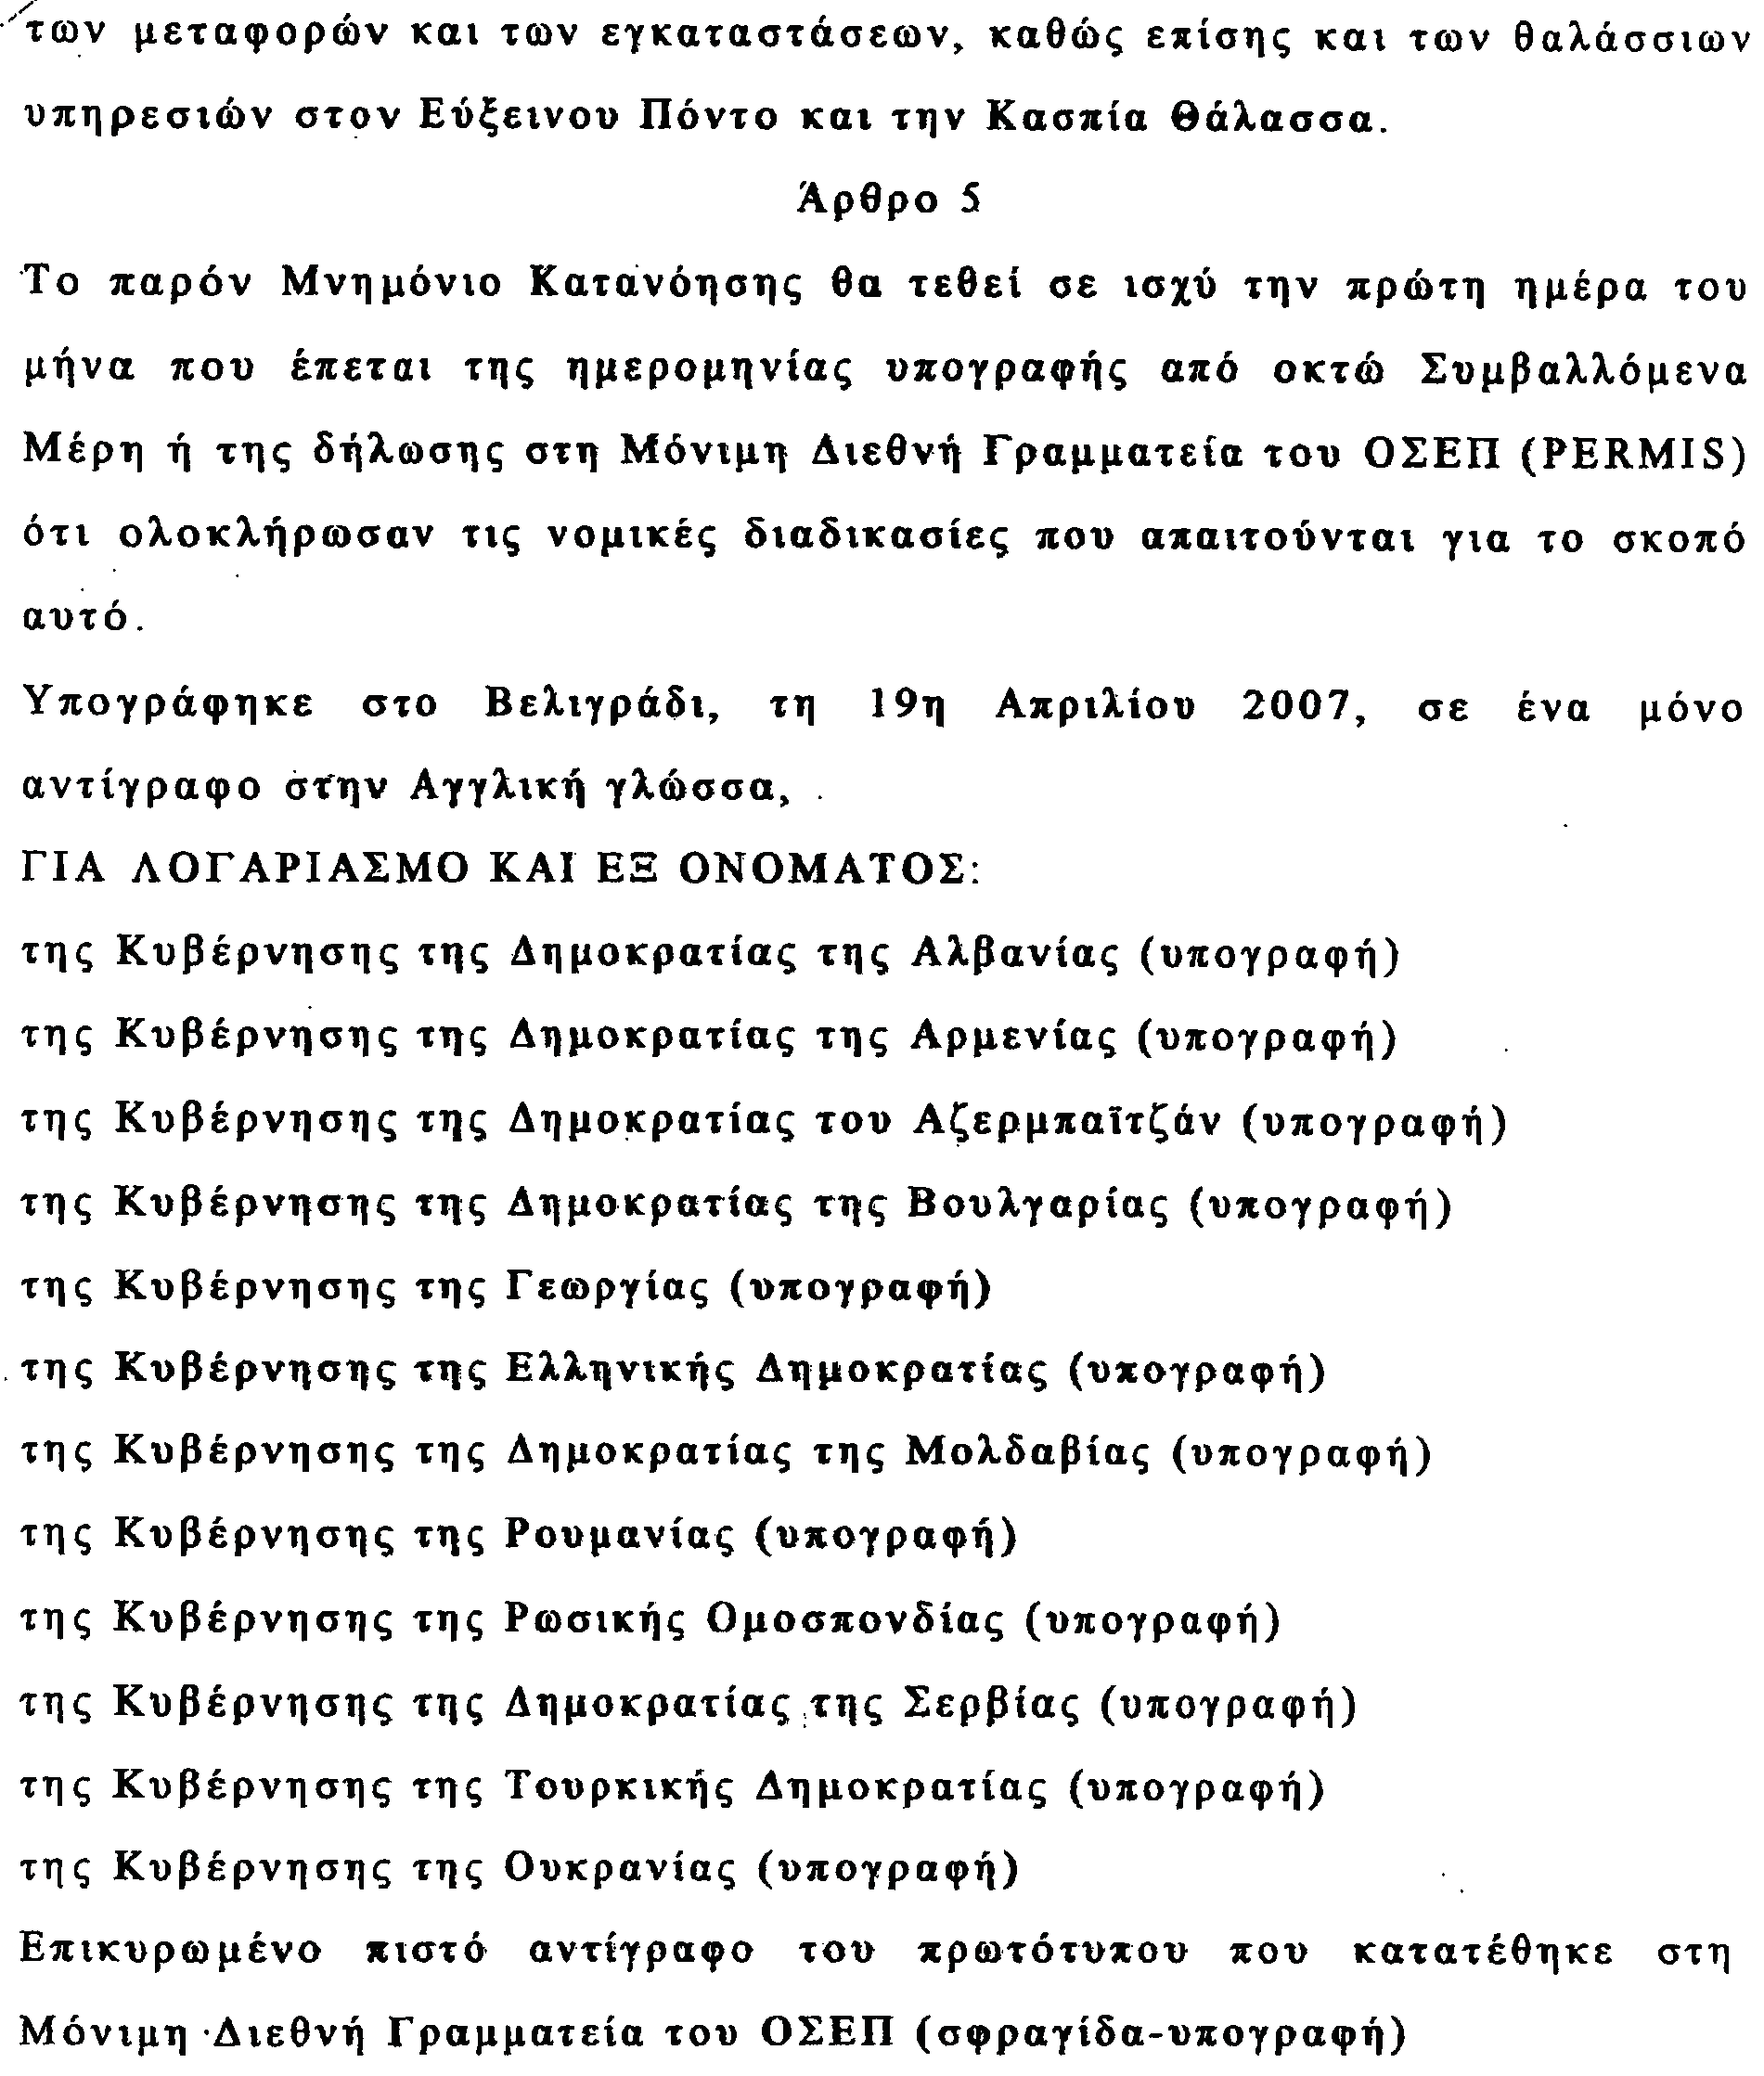 των μεταφορών και των εγκαταστάσεων, καθώς επίσης και των θαλάσσιων
υπηρεσιών στον Εύξεινου Πόντο και την Κασπία Θάλασσα.
Άρθρο 5
Το παρόν Μνημόνιο Κατανόησης θα τεθεί σε ισχύ την πρώτη ημέρα του
μήνα που έπεται της ημερομηνίας υπογραφής από οκτώ Συμβαλλόμενα
Μέρη ή της δήλωσης στη Μόνιμη Διεθνή Γραμματεία του ΟΣΕΠ (PERMIS)
ότι ολοκλήρωσαν τις νομικές διαδικασίες που απαιτούνται για το σκοπό
αυτό.
Υπογράφηκε στο Βελιγράδι, τη 19η Απριλίου 2007, σε ένα μόνο
αντίγραφο στην Αγγλική γλώσσα,
ΓΙΑ ΛΟΓΑΡΙΑΣΜΟ ΚΑΙ ΕΞ ΟΝΟΜΑΤΟΣ:
της Κυβέρνησης της Δημοκρατίας της Αλβανίας (υπογραφή)
της Κυβέρνησης της Δημοκρατίας της Αρμενίας (υπογραφή)
της Κυβέρνησης της Δημοκρατίας του Αζερμπαϊτζάν (υπογραφή)
της Κυβέρνησης της Δημοκρατίας της Βουλγαρίας (υπογραφή)
της Κυβέρνησης της Γεωργίας (υπογραφή)
της Κυβέρνησης της Ελληνικής Δημοκρατίας (υπογραφή)
της Κυβέρνησης της Δημοκρατίας της Μολδαβίας (υπογραφή)
της Κυβέρνησης της Ρουμανίας (υπογραφή)
της Κυβέρνησης της Ρωσικής Ομοσπονδίας (υπογραφή)
της Κυβέρνησης της Δημοκρατίας της Σερβίας (υπογραφή)
της Κυβέρνησης της Τουρκικής Δημοκρατίας (υπογραφή)
της Κυβέρνησης της Ουκρανίας (υπογραφή)
Επικυρωμένο πιστό αντίγραφο του πρωτότυπου που κατατέθηκε στη
Μόνιμη Διεθνή Γραμματεία του ΟΣΕΠ (σφραγίδα-υπογραφή)